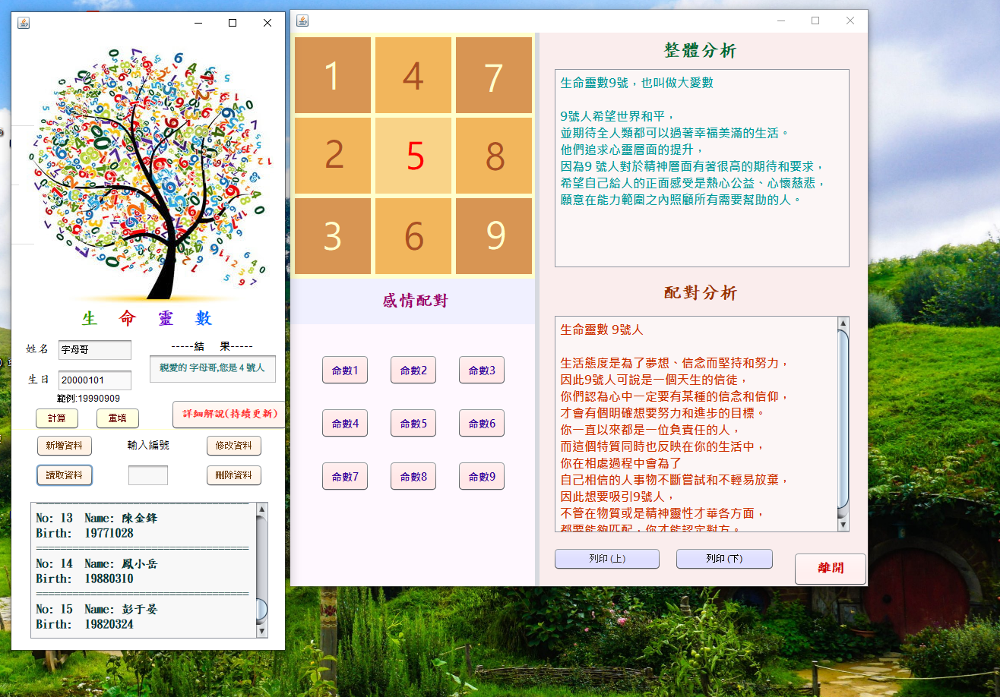 生 命 靈 數
姓名 字母哥
-----結 果-----
親愛的 字母哥,您是 4 號人
生日 20000101
範例:19990909
計算
重填
詳細解說(持續更新)
新增資料
輸入編號
修改資料
讀取資料
刪除資料
===================================
No: 13 Name: 陳金鋒
Birth: 19771028
===================================
No: 14 Name: 鳳小岳
Birth: 19880310
===================================
No: 15 Name: 彭于晏
Birth: 19820324
1 4 7
2 5 8
3 6 9
感情配對
命數1 命數2 命數3
命數4 命數5 命數6
命數7 命數8 命數9
整體分析
生命靈數9號，也叫做大愛數
9號人希望世界和平，
並期待全人類都可以過著幸福美滿的生活。
他們追求心靈層面的提升，
因為9 號人對於精神層面有著很高的期待和要求，
希望自己給人的正面感受是熱心公益、心懷慈悲，
願意在能力範圍之內照顧所有需要幫助的人。
配對分析
生命靈數 9號人
生活態度是為了夢想、信念而堅持和努力，
因此9號人可說是一個天生的信徒，
你們認為心中一定要有某種的信念和信仰，
才會有個明確想要努力和進步的目標。
你一直以來都是一位負責任的人，
而這個特質同時也反映在你的生活中，
你在相處過程中會為了
自己相信的人事物不斷嘗試和不輕易放棄，
因此想要吸引9號人，
不管在物質或是精神靈性才華各方面，
都要能夠匹配，你才能認定對方。
列印 (上)
列印 (下)
離開